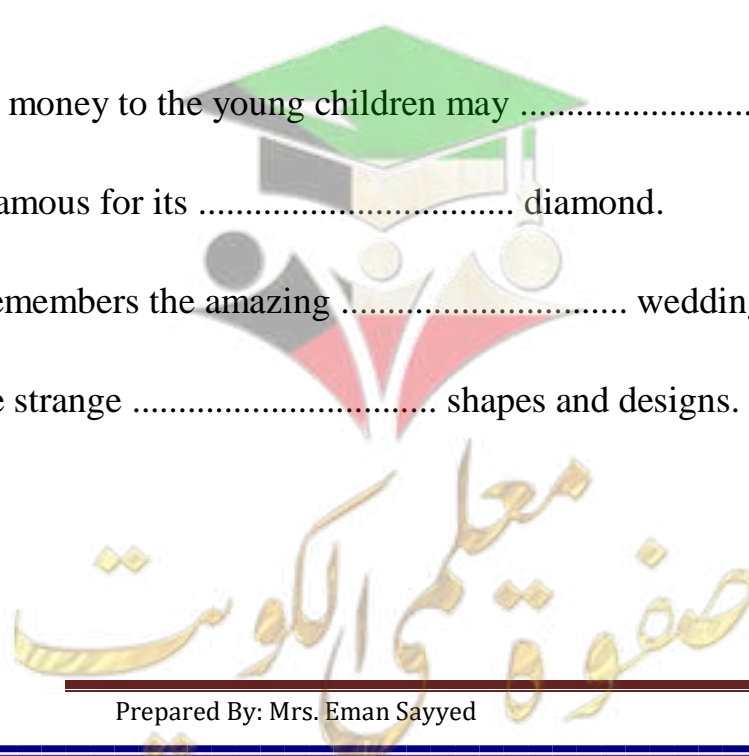 money to the young children may ........................
amous for its .................................. diamond.
emembers the amazing .............................. wedding
e strange ................................. shapes and designs.
صفوة معلمي الكويت
Prepared By: Mrs. Eman Sayyed